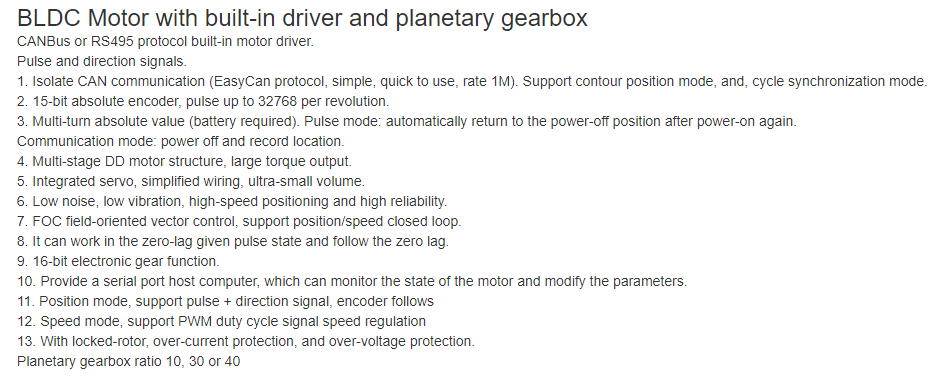 BLDC Motor with built-in driver and planetary gearbox
CANBus or RS495 protocol built-in motor driver.
Pulse and direction signals.
1. Isolate CAN communication (EasyCan protocol, simple, quick to use, rate 1M). Support contour position mode, and, cycle synchronization mode.
2. 15-bit absolute encoder, pulse up to 32768 per revolution.
3. Multi-turn absolute value (battery required). Pulse mode: automatically return to the power-off position after power-on again.
Communication mode: power off and record location.
4. Multi-stage DD motor structure, large torque output.
5. Integrated servo, simplified wiring, ultra-small volume.
6. Low noise, low vibration, high-speed positioning and high reliability.
7. FOC field-oriented vector control, support position/speed closed loop.
8. It can work in the zero-lag given pulse state and follow the zero lag.
9. 16-bit electronic gear function.
10. Provide a serial port host computer, which can monitor the state of the motor and modify the parameters.
11. Position mode, support pulse + direction signal, encoder follows
12. Speed mode, support PWM duty cycle signal speed regulation
13. With locked-rotor, over-current protection, and over-voltage protection.
Planetary gearbox ratio 10, 30 or 40